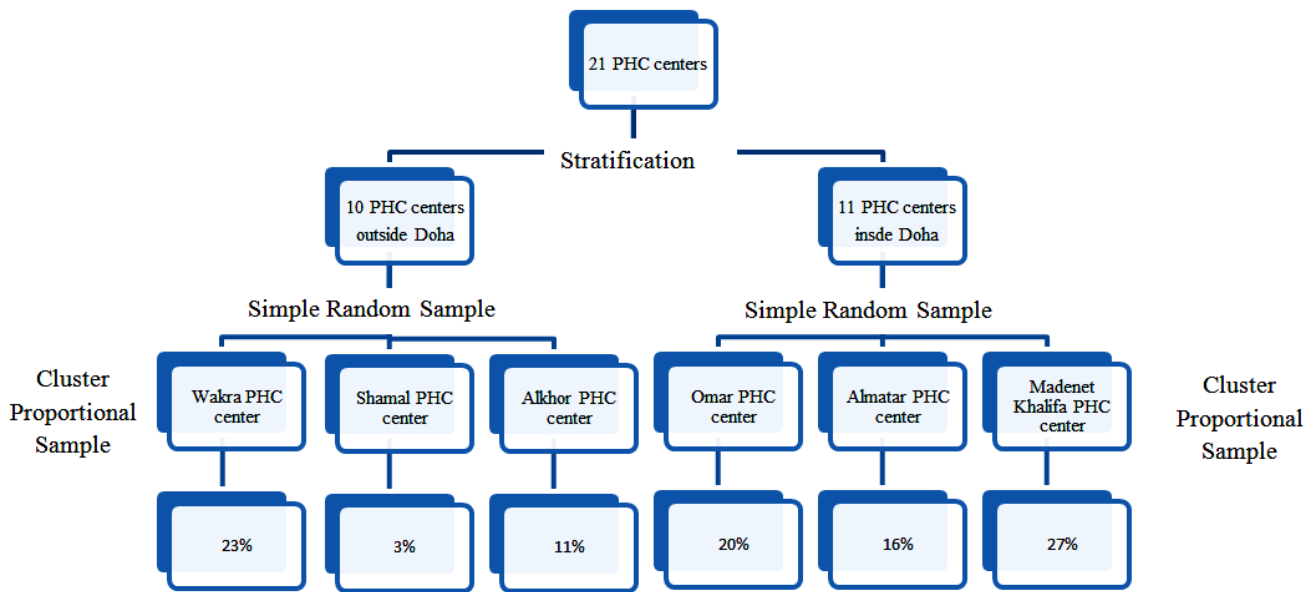 21 PHC centers
Stratification
10 PHC centers
outside Doha
11 PHC centers
insde Doha
Simple Random Sample
Simple Random Sample
Cluster
Proportional
Sample
Wakra PHC
center
Shamal PHC
center
Alkhor PHC
center
Omar PHC
center
Almatar PHC
center
Madenet
Khalifa PHC
center
Cluster
Proportional
Sample
23%
3%
11%
20%
16%
27%